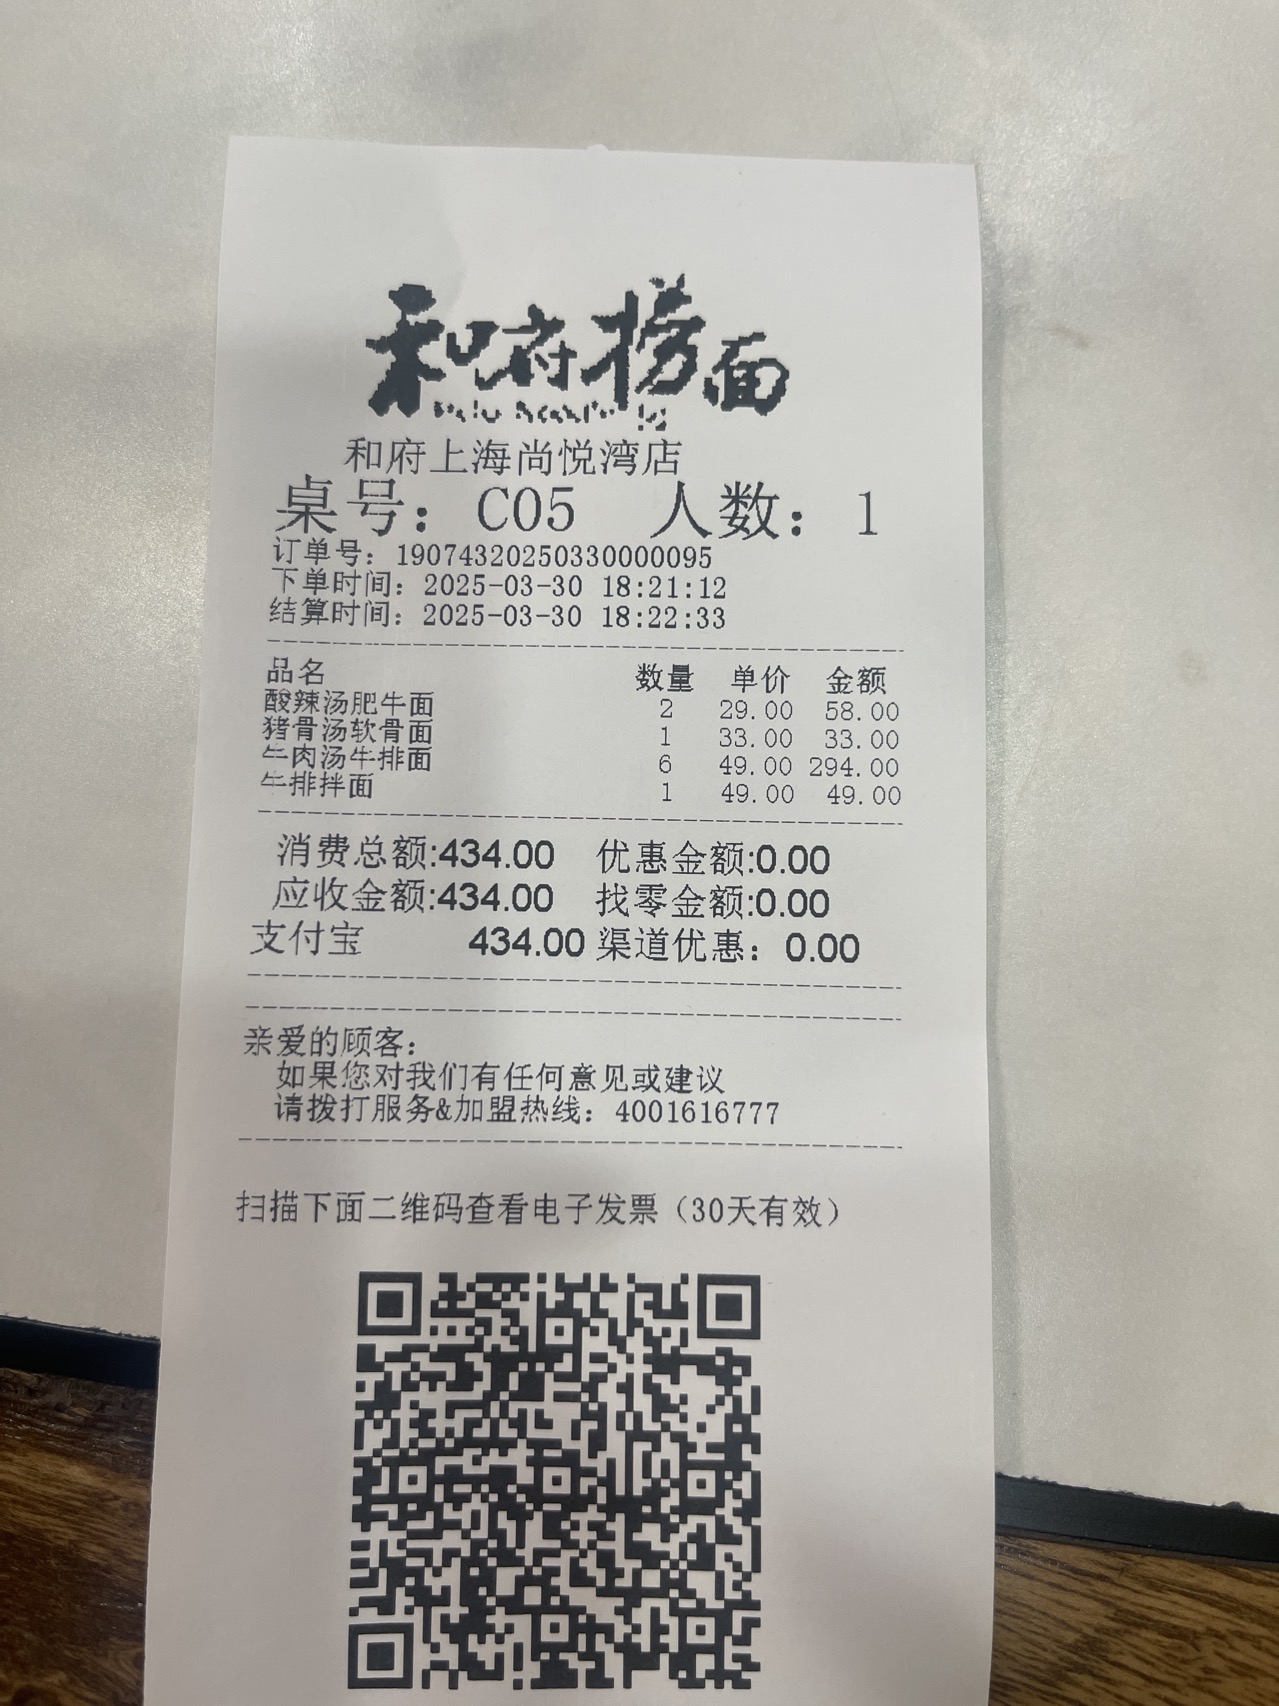 和府捞面
和府上海尚悦湾店
桌号： C05 人数： 1
订单号：19074320250330000095
下单时间：2025-03-30 18:21:12
结算时间：2025-03-30 18:22:33
品名 数量 单价 金额
酸辣汤肥牛面 2 29.00 58.00
猪骨汤软骨面 1 33.00 33.00
牛肉汤牛排面 6 49.00 294.00
牛排拌面 1 49.00 49.00
消费总额:434.00 优惠金额:0.00
应收金额:434.00 找零金额:0.00
支付宝 434.00 渠道优惠：0.00
亲爱的顾客：
如果您对我们有任何意见或建议
请拨打服务&加盟热线：4001616777
扫描下面二维码查看电子发票（30天有效）